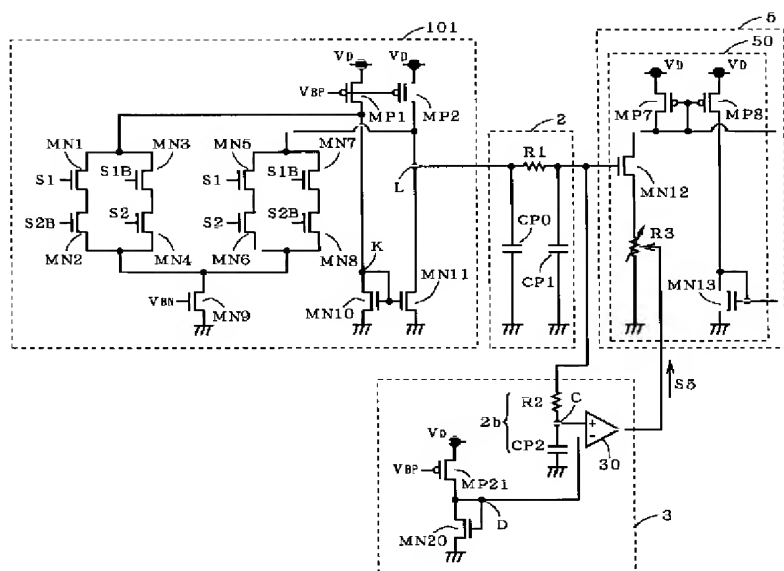 101
5
50
VD
VD
VD
VD
VBP
MP1
MP2
MP7
MP8
MN1
MN3
MN5
MN7
2
S1
S1B
S1
S1B
R1
L
MN12
S2B
S2
S2
S2B
CP0
R3
MN2
MN4
MN6
MN8
K
MN11
CP1
MN13
VBN
MN9
MN10
S5
R2
C
2b
CP2
+
-
30
VD
VBP
MP21
D
MN20
3